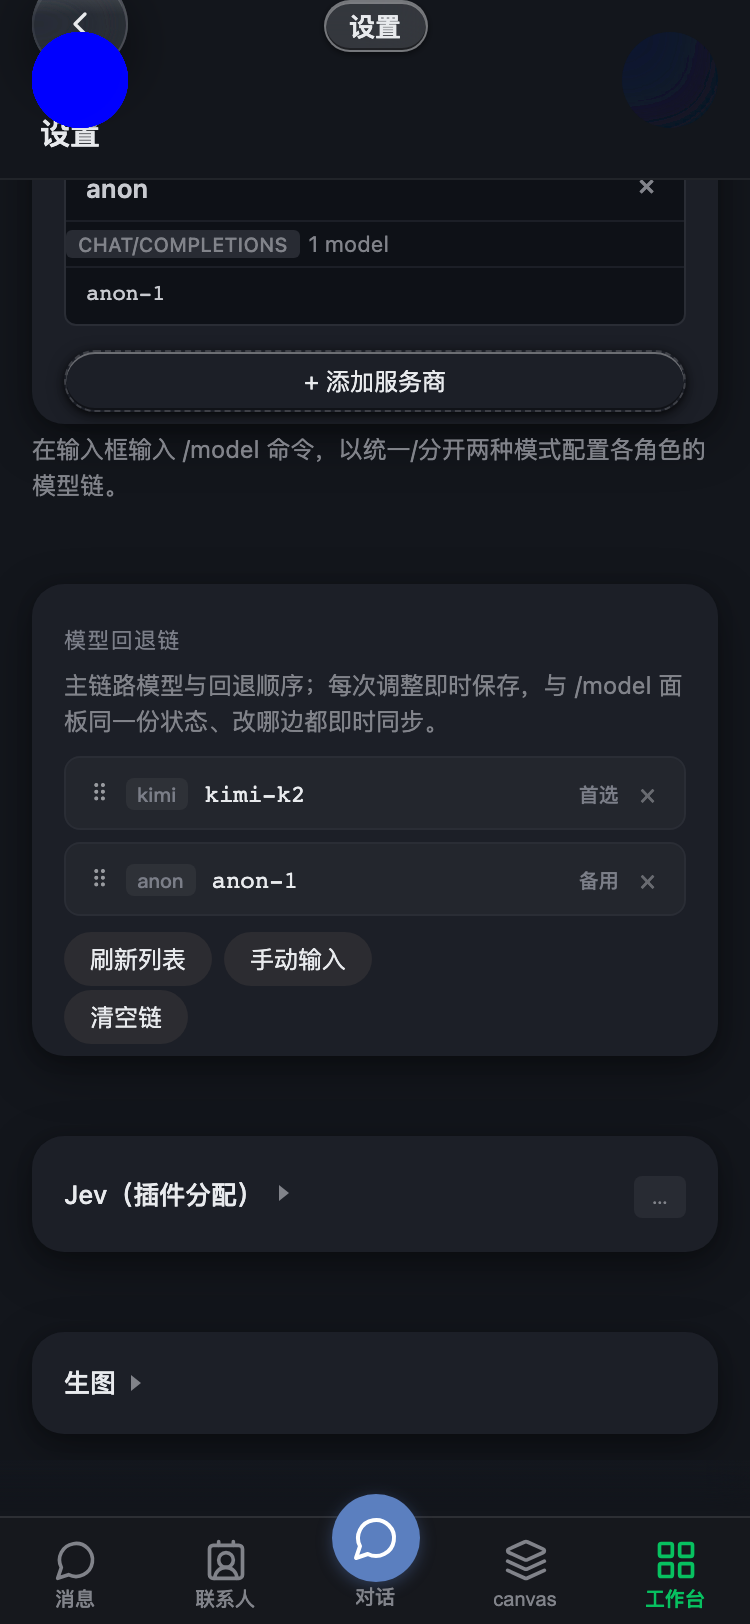 设置
设置
anon ×
CHAT/COMPLETIONS 1 model
anon-1
+ 添加服务商
在输入框输入 /model 命令，以统一/分开两种模式配置各角色的
模型链。
模型回退链
主链路模型与回退顺序；每次调整即时保存，与 /model 面
板同一份状态、改哪边都即时同步。
kimi kimi-k2 首选 ×
anon anon-1 备用 ×
刷新列表 手动输入
清空链
Jev（插件分配） ...
生图
消息 联系人 对话 canvas 工作台